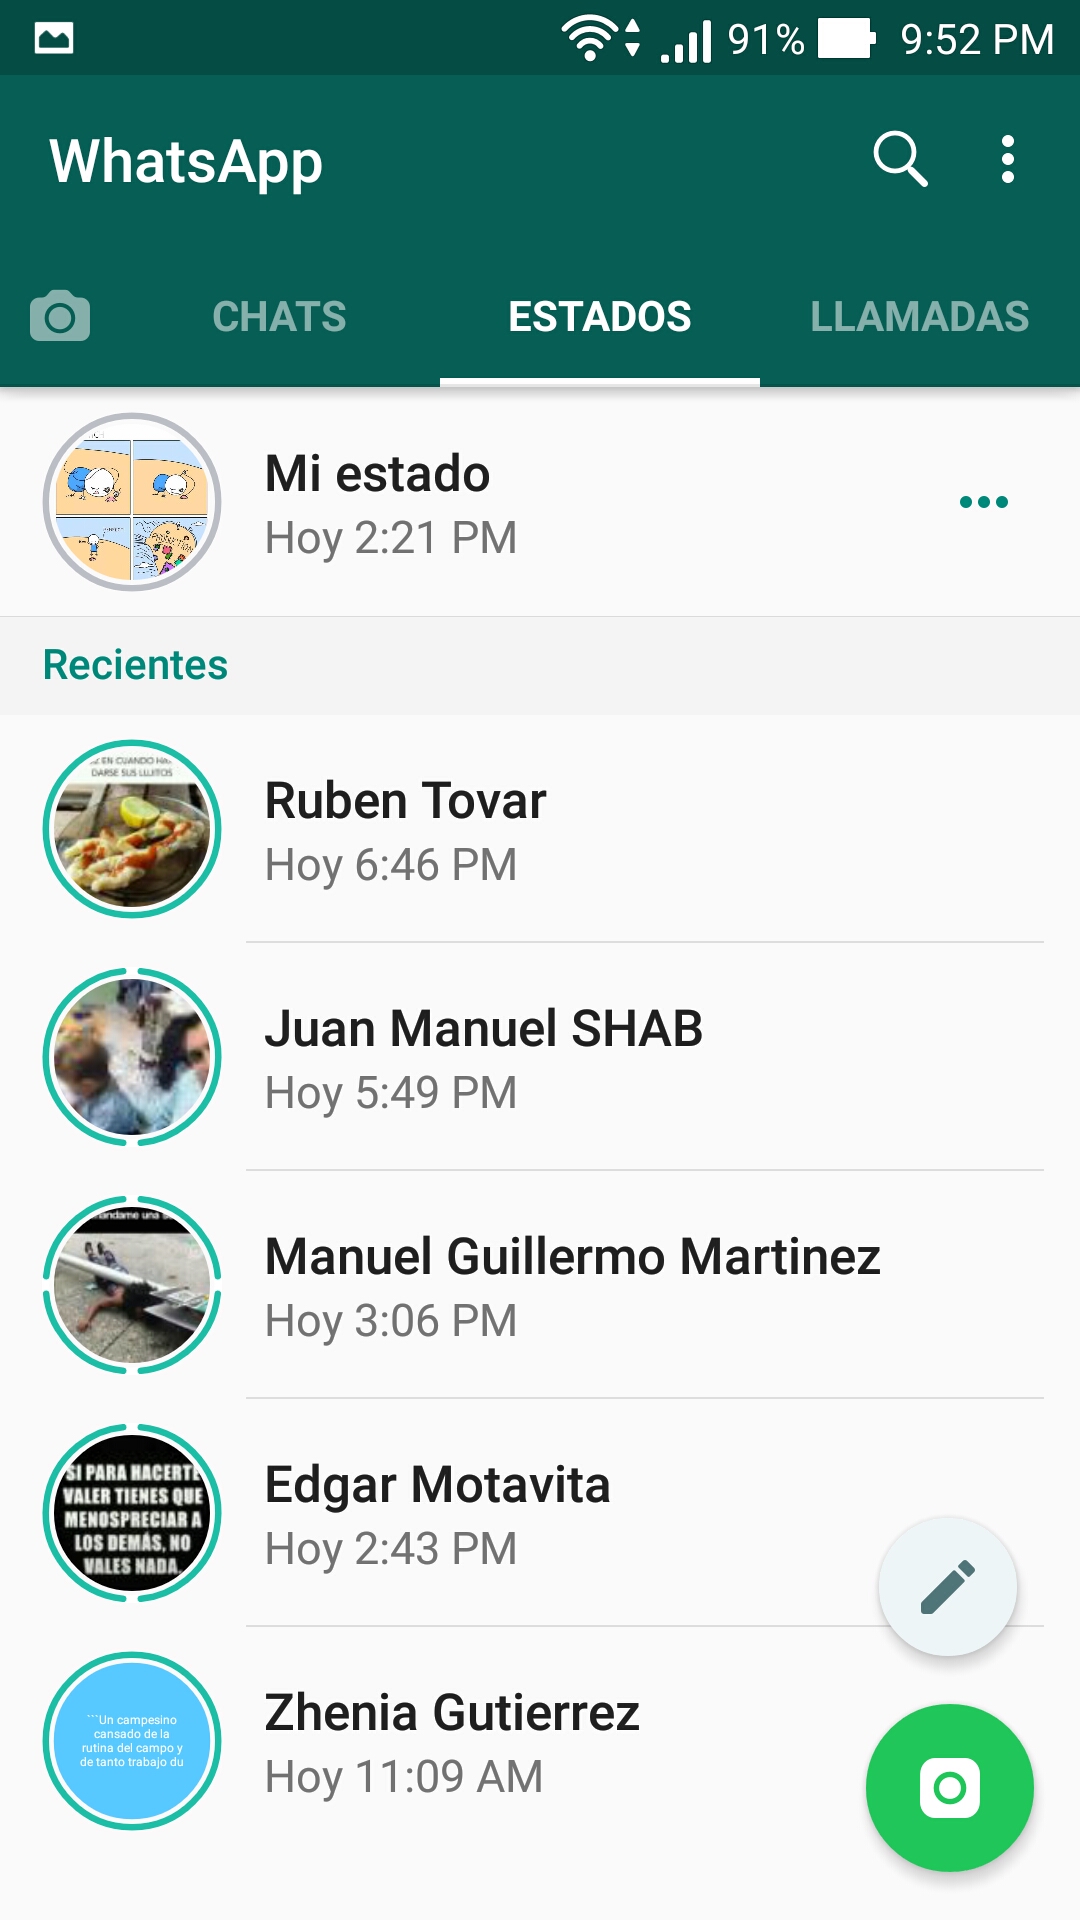 91% 9:52 PM
WhatsApp
CHATS ESTADOS LLAMADAS
Mi estado
Hoy 2:21 PM
Recientes
EN CUANDO
DARSE SUS LUJITOS
Ruben Tovar
Hoy 6:46 PM
Juan Manuel SHAB
Hoy 5:49 PM
una
Manuel Guillermo Martinez
Hoy 3:06 PM
SI PARA HACERTE
VALER TIENES QUE
MENOSPRECIAR A
LOS DEMÁS, NO
VALES NADA.
Edgar Motavita
Hoy 2:43 PM
```Un campesino
cansado de la
rutina del campo y
de tanto trabajo du
Zhenia Gutierrez
Hoy 11:09 AM